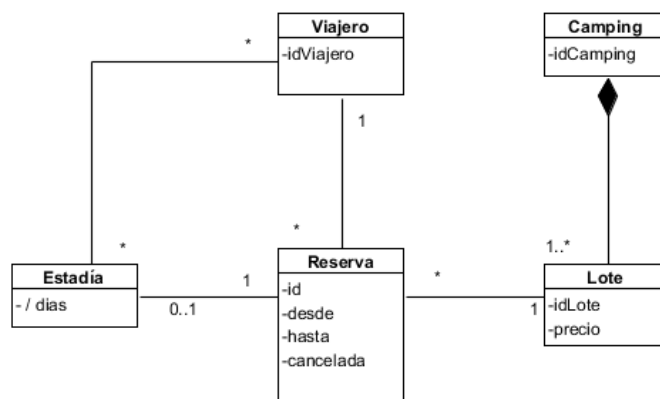 Viajero
-idViajero
Camping
-idCamping
*
1
*
*
1..*
Estadía
- / dias
0..1
1
Reserva
-id
-desde
-hasta
-cancelada
*
1
Lote
-idLote
-precio